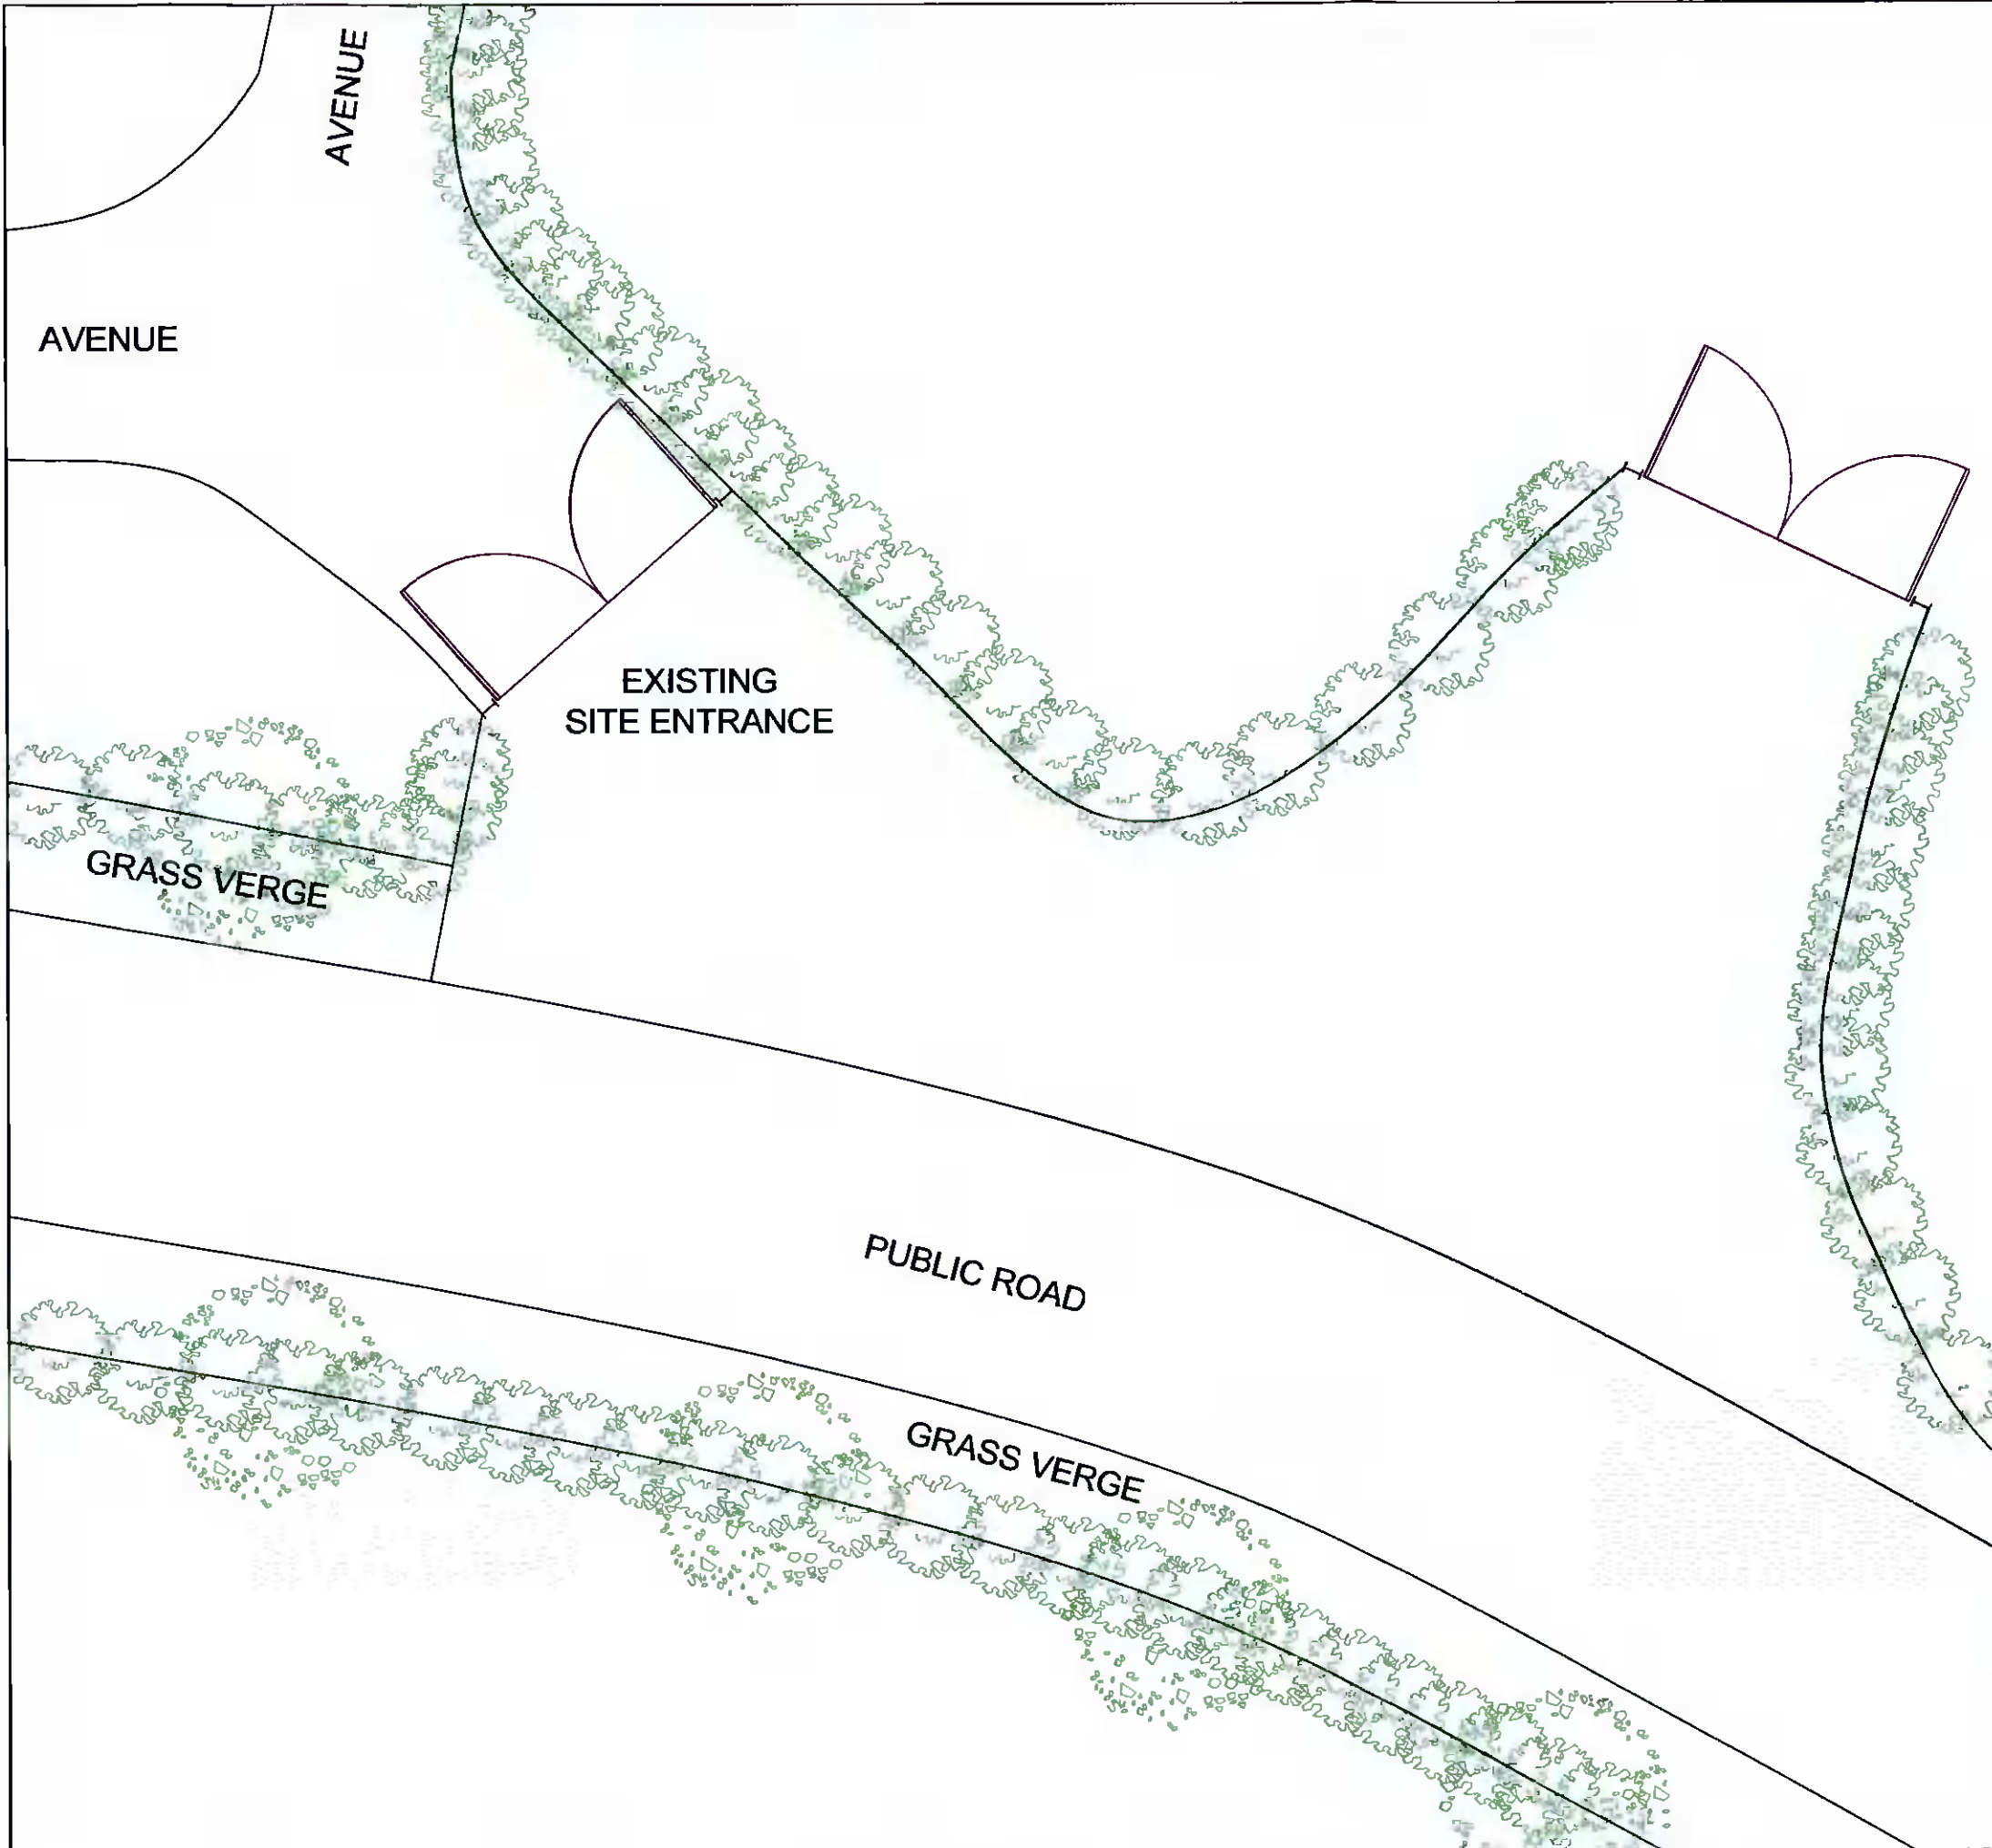 AVENUE
AVENUE
EXISTING
SITE ENTRANCE
GRASS VERGE
PUBLIC ROAD
GRASS VERGE